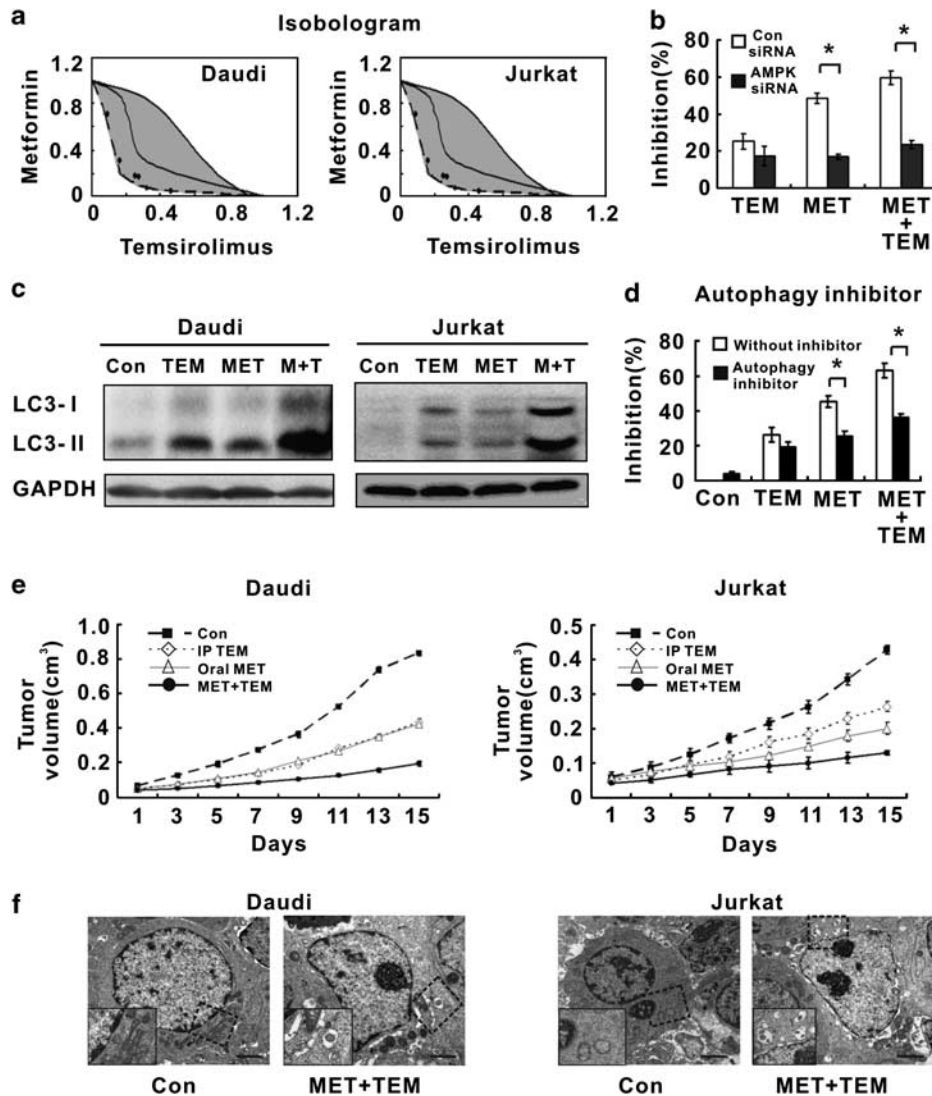 a
Isobologram
Daudi
Metformin
1.2
0.8
0.4
0
0 0.4 0.8 1.2
Temsirolimus
Jurkat
Metformin
1.2
0.8
0.4
0
0 0.4 0.8 1.2
Temsirolimus
b
Inhibition(%)
80
60
40
20
0
Con siRNA
AMPK siRNA
*
*
TEM MET MET + TEM
c
Daudi Jurkat
Con TEM MET M+T Con TEM MET M+T
LC3-I
LC3-II
GAPDH
d Autophagy inhibitor
Inhibition(%)
80
60
40
20
0
Without inhibitor
Autophagy inhibitor
*
*
Con TEM MET MET + TEM
e
Daudi
Tumor volume(cm³)
1.0
0.8
0.6
0.4
0.2
0
Con
IP TEM
Oral MET
MET+TEM
1 3 5 7 9 11 13 15
Days
Jurkat
Tumor volume(cm³)
0.5
0.4
0.3
0.2
0.1
0
Con
IP TEM
Oral MET
MET+TEM
1 3 5 7 9 11 13 15
Days
f
Daudi Jurkat
Con MET+TEM Con MET+TEM